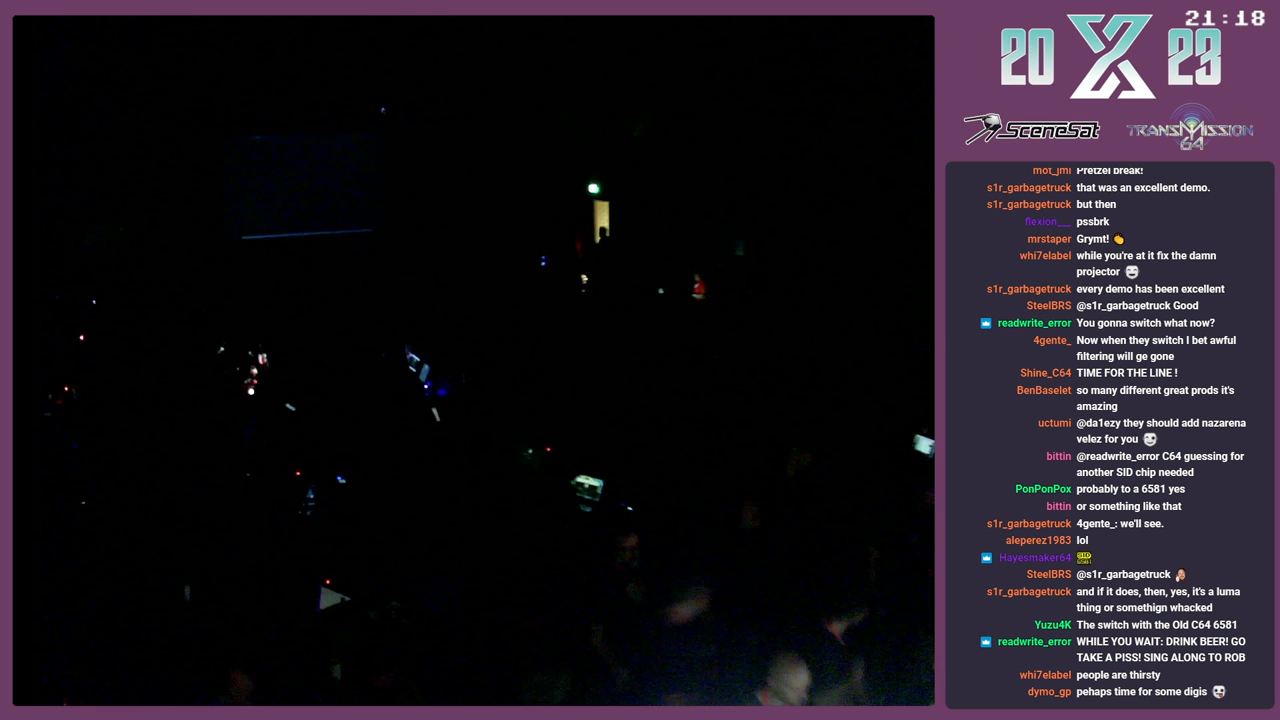 21:18
20 X 23
SCENESAT
TRANSMISSION
64
mot_jmi Pretzel break!
s1r_garbagetruck that was an excellent demo.
s1r_garbagetruck but then
flexion___ pssbrk
mrstaper Grymt!
whi7elabel while you're at it fix the damn
projector
s1r_garbagetruck every demo has been excellent
SteelBRS @s1r_garbagetruck Good
readwrite_error You gonna switch what now?
4gente_ Now when they switch I bet awful
filtering will ge gone
Shine_C64 TIME FOR THE LINE !
BenBaselet so many different great prods it's
amazing
uctumi @da1ezy they should add nazarena
velez for you
bittin @readwrite_error C64 guessing for
another SID chip needed
PonPonPox probably to a 6581 yes
bittin or something like that
s1r_garbagetruck 4gente_: we'll see.
aleperez1983 lol
Hayesmaker64
SteelBRS @s1r_garbagetruck
s1r_garbagetruck and if it does, then, yes, it's a luma
thing or somethign whacked
Yuzu4K The switch with the Old C64 6581
readwrite_error WHILE YOU WAIT: DRINK BEER! GO
TAKE A PISS! SING ALONG TO ROB
whi7elabel people are thirsty
dymo_gp pehaps time for some digis